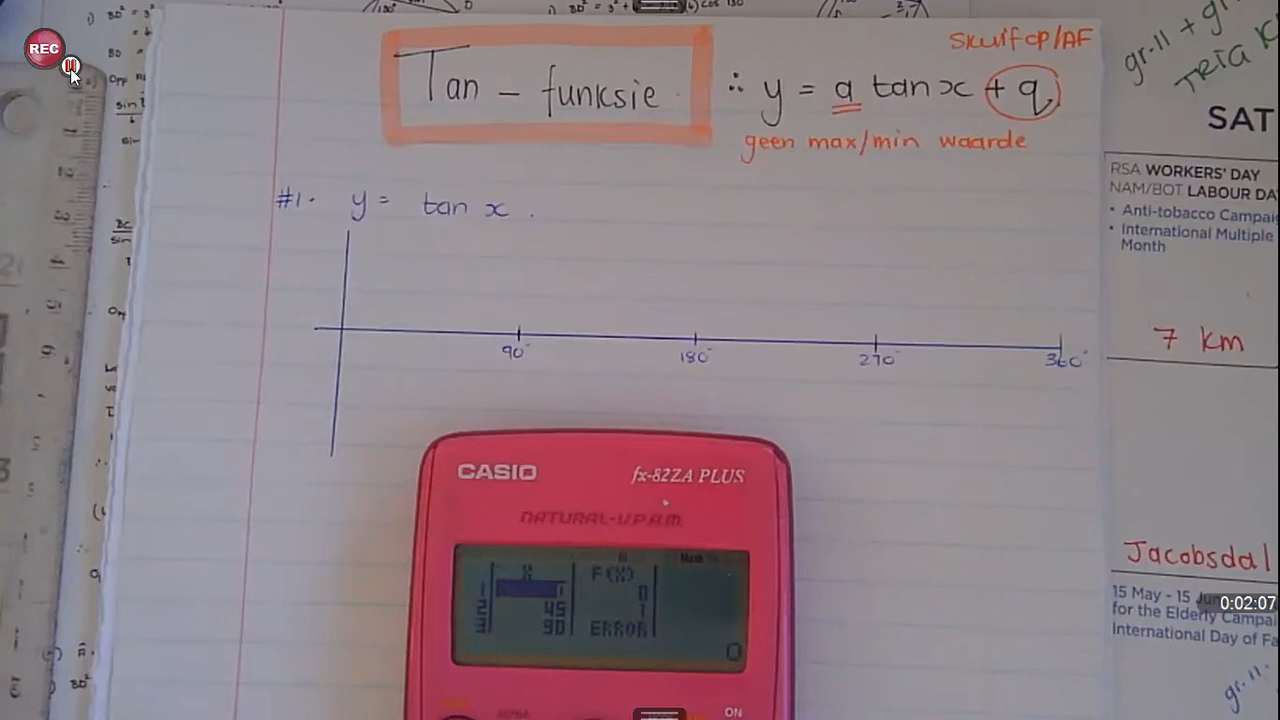 REC
Tan - funksie
∴ y = a tan x + q
Skuif op/AF
geen max/min waarde
#1. y = tan x .
90°
180°
270°
360°
CASIO
fx-82ZA PLUS
NATURAL-V.P.A.M.
Math
X F(X)
1 0 0
2 45 1
3 90 ERROR
0
ON
gr.11 + gr
TRIG
SAT
RSA WORKERS' DAY
NAM/BOT LABOUR DA
• Anti-tobacco Campai
• International Multiple
Month
7 km
Jacobsdal
15 May - 15 Jun
for the Elderly Campai
International Day of Fa
0:02:07
gr.11.